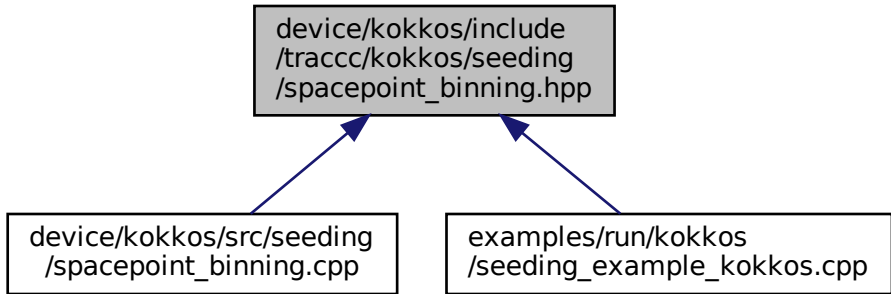 device/kokkos/include
/traccc/kokkos/seeding
/spacepoint_binning.hpp
device/kokkos/src/seeding
/spacepoint_binning.cpp
examples/run/kokkos
/seeding_example_kokkos.cpp